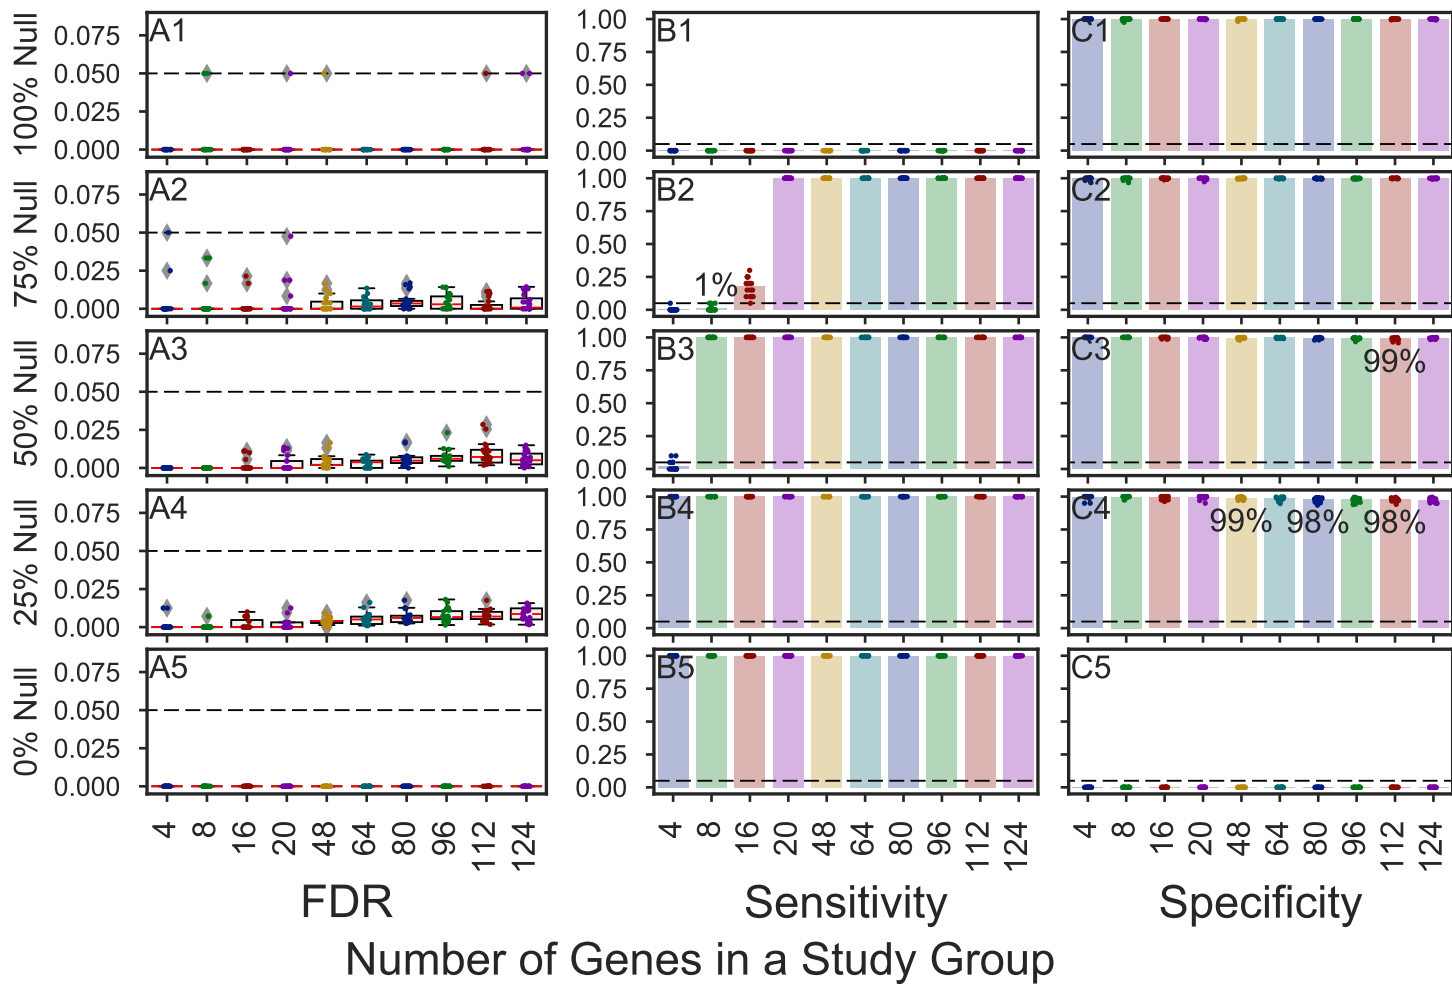 100% Null
0.075
0.050
0.025
0.000
A1
1.00
0.75
0.50
0.25
0.00
B1
C1
75% Null
0.075
0.050
0.025
0.000
A2
1.00
0.75
0.50
0.25
0.00
B2
1%
C2
50% Null
0.075
0.050
0.025
0.000
A3
1.00
0.75
0.50
0.25
0.00
B3
C3
99%
25% Null
0.075
0.050
0.025
0.000
A4
1.00
0.75
0.50
0.25
0.00
B4
C4
99% 98% 98%
0% Null
0.075
0.050
0.025
0.000
A5
1.00
0.75
0.50
0.25
0.00
B5
C5
4 8 16 20 48 64 80 96 112 124
4 8 16 20 48 64 80 96 112 124
4 8 16 20 48 64 80 96 112 124
FDR
Sensitivity
Specificity
Number of Genes in a Study Group